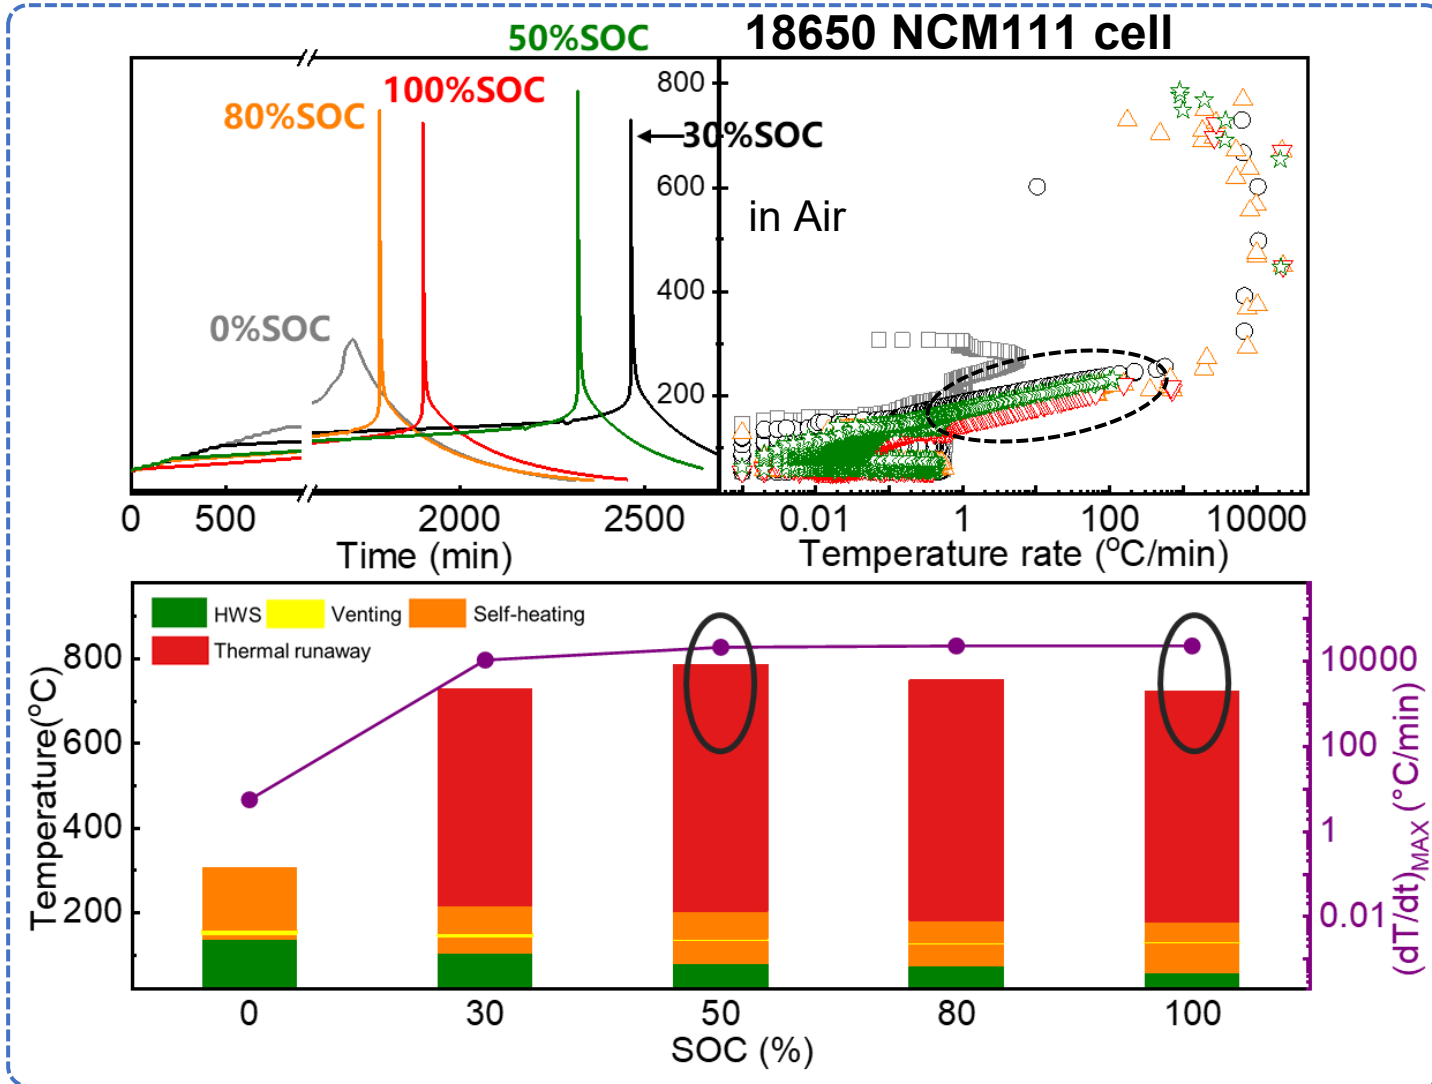 18650 NCM111 cell
50%SOC
100%SOC
80%SOC
30%SOC
0%SOC
in Air
800
600
400
200
0
500
2000
2500
Time (min)
0.01
1
100
10000
Temperature rate (°C/min)
HWS
Venting
Self-heating
Thermal runaway
Temperature(°C)
800
600
400
200
10000
100
1
0.01
(dT/dt)MAX (°C/min)
0
30
50
80
100
SOC (%)